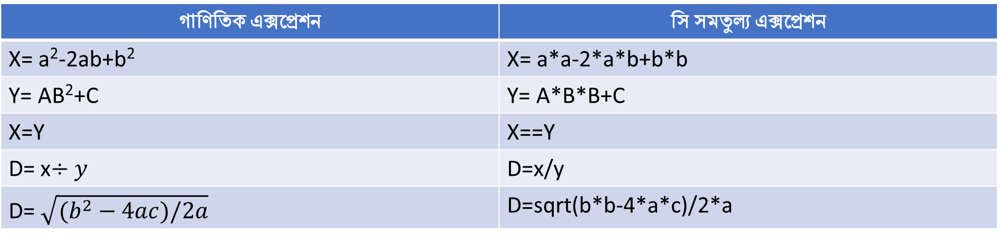 গাণিতিক এক্সপ্রেশন সি সমতুল্য এক্সপ্রেশন
X= a²-2ab+b² X= a*a-2*a*b+b*b
Y= AB²+C Y= A*B*B+C
X=Y X==Y
D= x÷ y D=x/y
D= √(b² − 4ac)/2a D=sqrt(b*b-4*a*c)/2*a